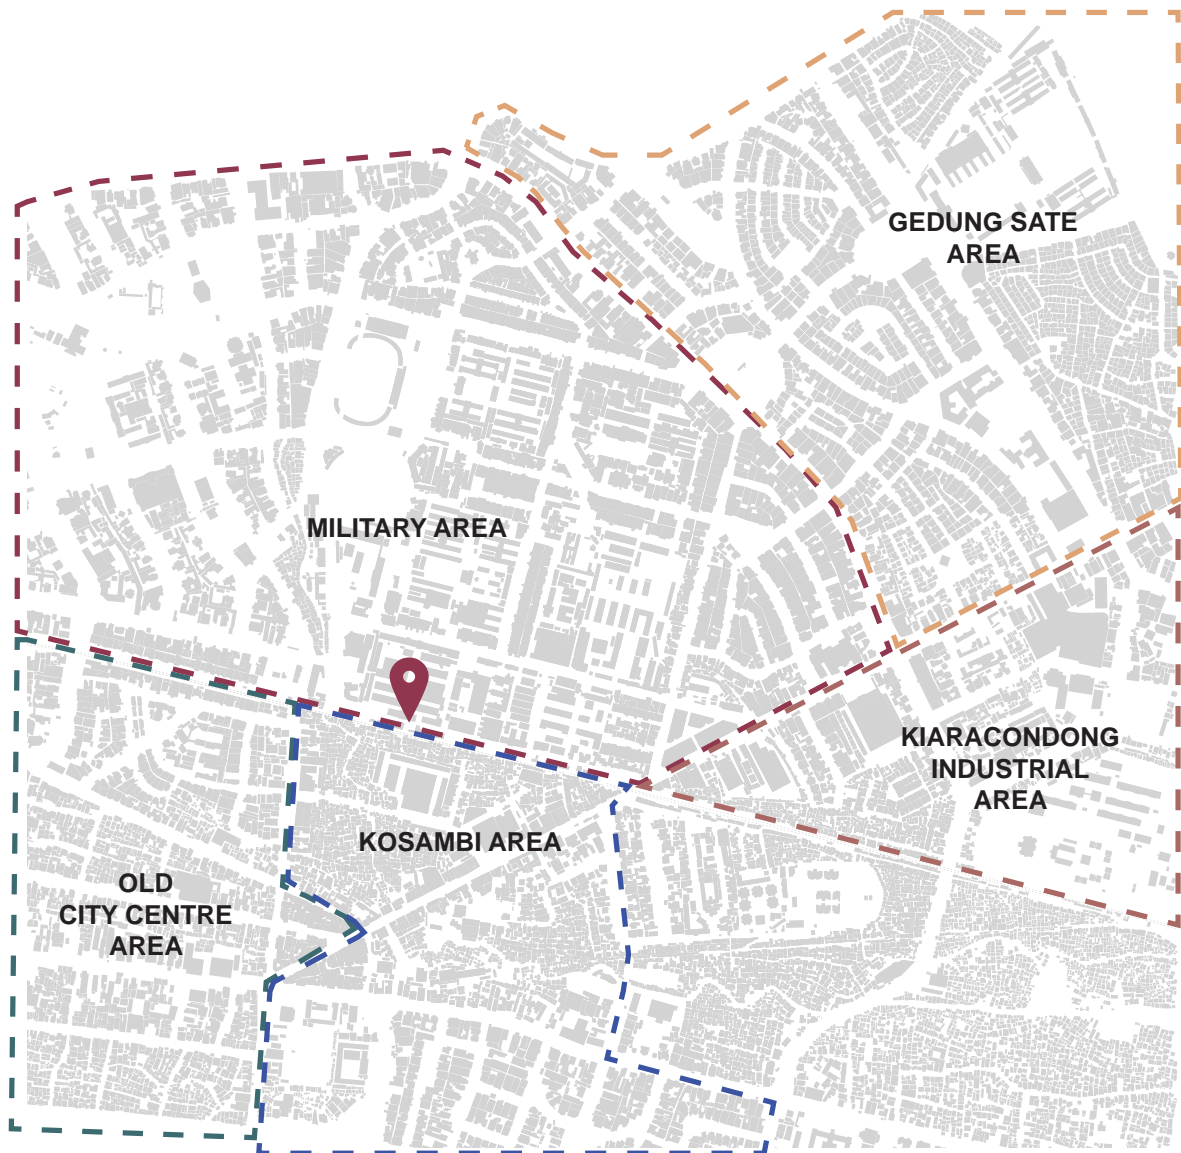 GEDUNG SATE
AREA
MILITARY AREA
KIARACONDONG
INDUSTRIAL
AREA
KOSAMBI AREA
OLD
CITY CENTRE
AREA